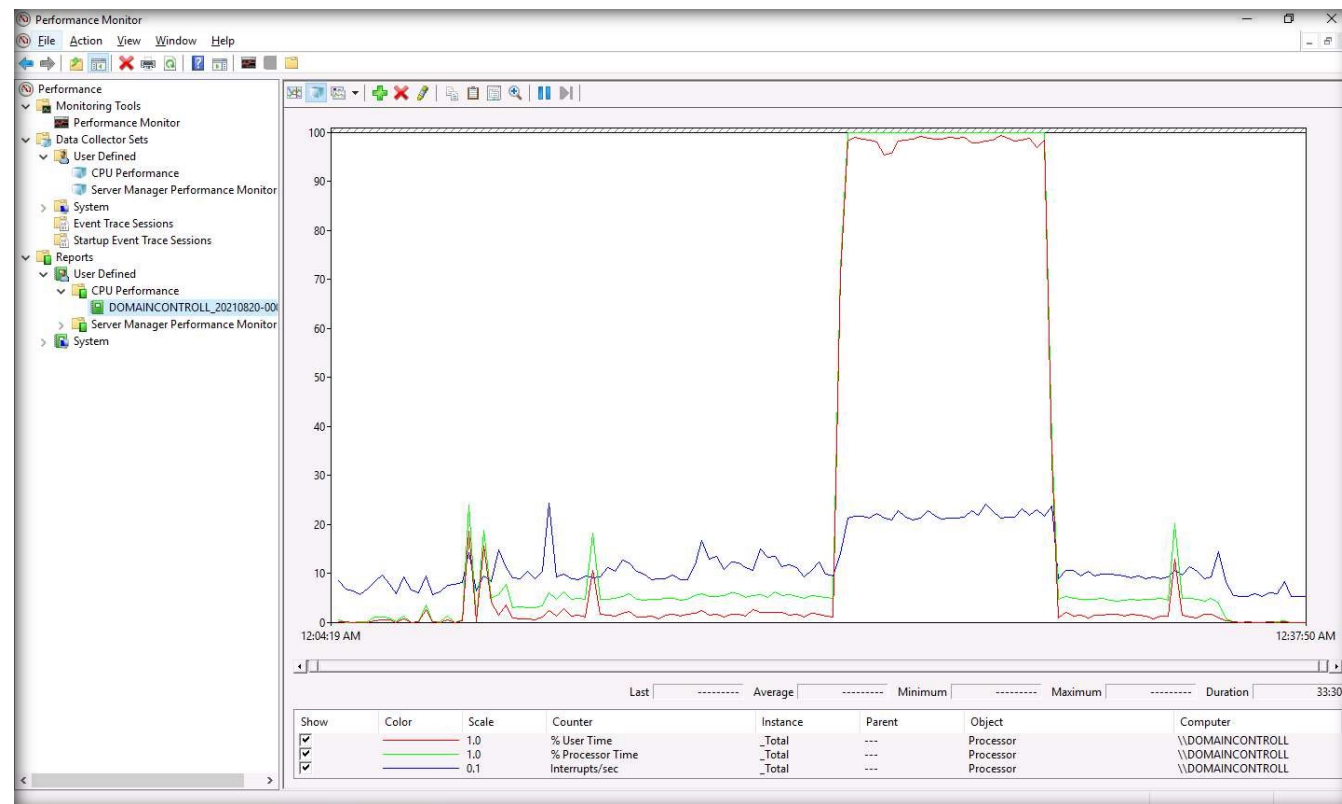 Performance Monitor
File Action View Window Help
Performance
Monitoring Tools
Performance Monitor
Data Collector Sets
User Defined
CPU Performance
Server Manager Performance Monitor
System
Event Trace Sessions
Startup Event Trace Sessions
Reports
User Defined
CPU Performance
DOMAINCONTROLL_20210820-000
Server Manager Performance Monitor
System
100
90
80
70
60
50
40
30
20
10
0
12:04:19 AM 12:37:50 AM
Last --------- Average --------- Minimum --------- Maximum --------- Duration 33:30
Show Color Scale Counter Instance Parent Object Computer
1.0 % User Time _Total --- Processor \\DOMAINCONTROLL
1.0 % Processor Time _Total --- Processor \\DOMAINCONTROLL
0.1 Interrupts/sec _Total --- Processor \\DOMAINCONTROLL